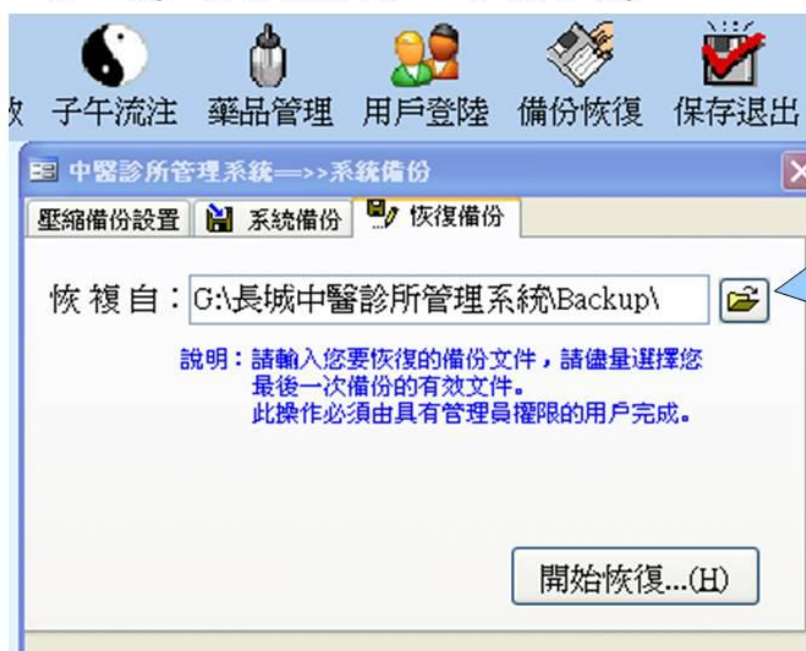 子午流注 藥品管理 用戶登陸 備份恢復 保存退出
中醫診所管理系統==>>系統備份
壓縮備份設置 系統備份 恢復備份
恢複自：G:\長城中醫診所管理系統\Backup\
說明：請輸入您要恢復的備份文件，請儘量選擇您
最後一次備份的有效文件。
此操作必須由具有管理員權限的用戶完成。
開始恢復...(H)